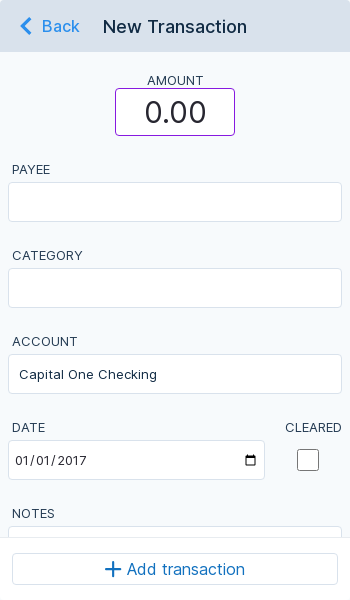 Back New Transaction
AMOUNT
0.00
PAYEE
CATEGORY
ACCOUNT
Capital One Checking
DATE CLEARED
01/01/2017
NOTES
Add transaction